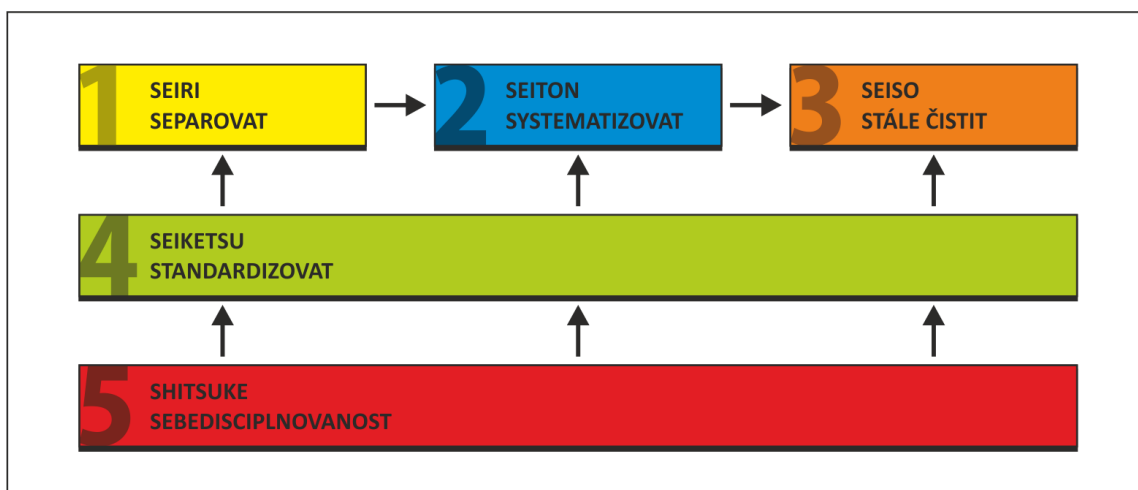 1
SEIRI
SEPAROVAT
2
SEITON
SYSTEMATIZOVAT
3
SEISO
STÁLE ČISTIT
4
SEIKETSU
STANDARDIZOVAT
5
SHITSUKE
SEBEDISCIPLNOVANOST